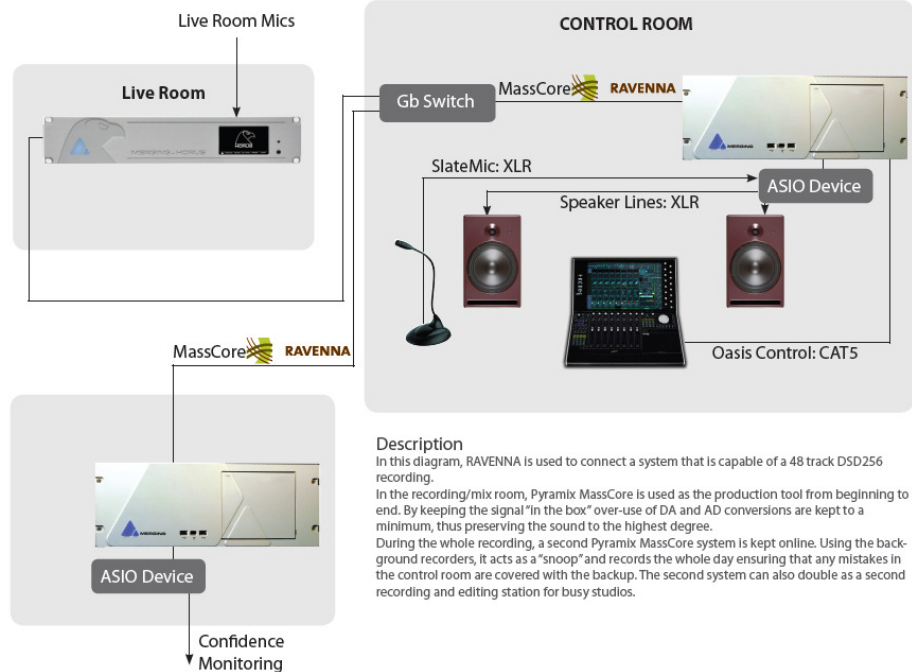 Live Room Mics
CONTROL ROOM
Live Room
Gb Switch
MassCore
RAVENNA
MERGING
HORUS
MERGING
SlateMic: XLR
ASIO Device
Speaker Lines: XLR
MassCore
RAVENNA
Oasis Control: CAT5
MERGING
ASIO Device
Confidence
Monitoring
Description
In this diagram, RAVENNA is used to connect a system that is capable of a 48 track DSD256
recording.
In the recording/mix room, Pyramix MassCore is used as the production tool from beginning to
end. By keeping the signal "in the box" over-use of DA and AD conversions are kept to a
minimum, thus preserving the sound to the highest degree.
During the whole recording, a second Pyramix MassCore system is kept online. Using the back-
ground recorders, it acts as a "snoop" and records the whole day ensuring that any mistakes in
the control room are covered with the backup. The second system can also double as a second
recording and editing station for busy studios.